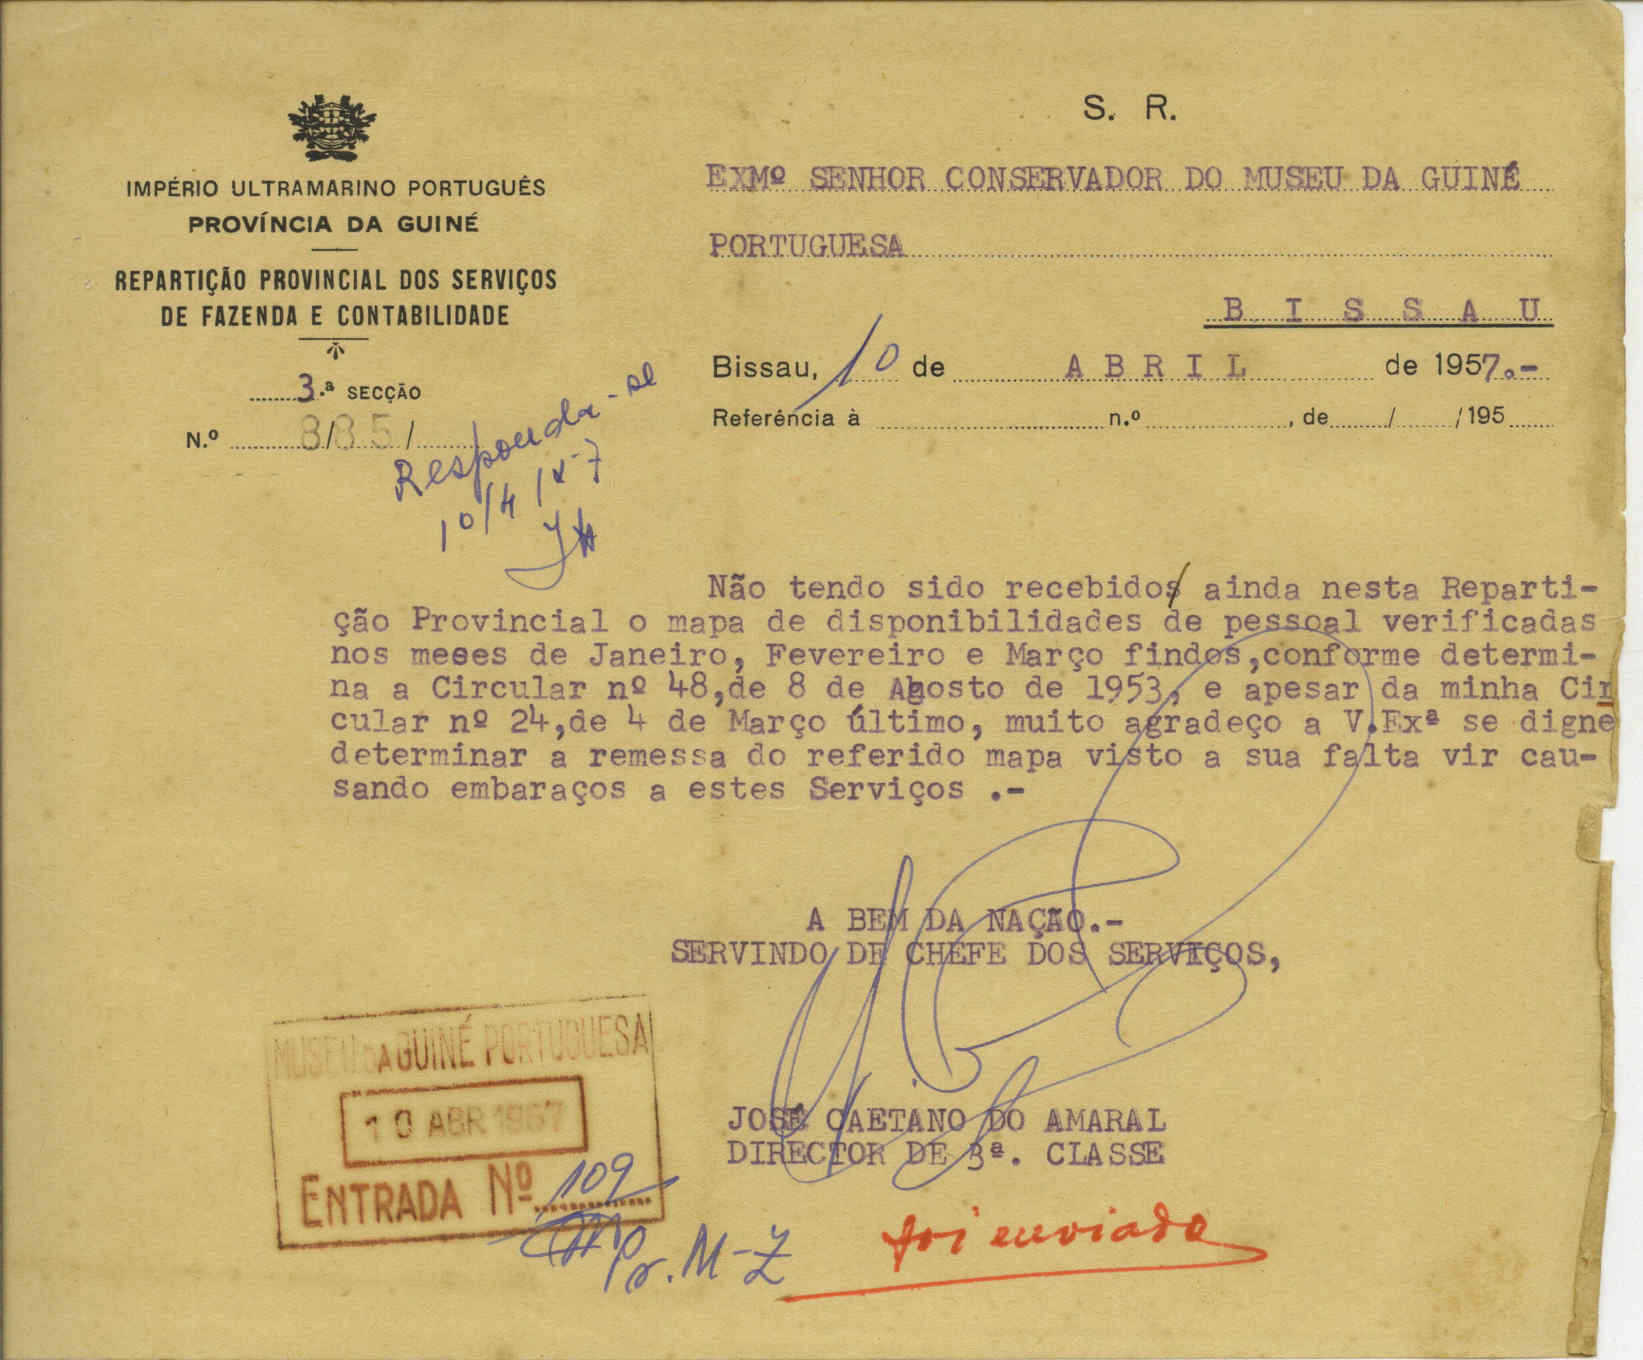 IMPÉRIO ULTRAMARINO PORTUGUÊS
PROVÍNCIA DA GUINÉ
REPARTIÇÃO PROVINCIAL DOS SERVIÇOS
DE FAZENDA E CONTABILIDADE
3.ª SECÇÃO
N.º 885/
Responda-se
10/4/57
S. R.
EXMº SENHOR CONSERVADOR DO MUSEU DA GUINÉ
PORTUGUESA
B I S S A U
Bissau, 10 de A B R I L de 1957.-
Referência à n.º , de / /195
Não tendo sido recebidos ainda nesta Reparti-
ção Provincial o mapa de disponibilidades de pessoal verificadas
nos meses de Janeiro, Fevereiro e Março findos,conforme determi-
na a Circular nº 48,de 8 de Agosto de 1953, e apesar da minha Cir
cular nº 24,de 4 de Março último, muito agradeço a V.Exª se digne
determinar a remessa do referido mapa visto a sua falta vir cau-
sando embaraços a estes Serviços .-
A BEM DA NAÇÃO.-
SERVINDO DE CHEFE DOS SERVIÇOS,
JOSÉ CAETANO DO AMARAL
DIRECTOR DE 3ª. CLASSE
MUSEU DA GUINÉ PORTUGUESA
10 ABR 1957
ENTRADA Nº 109
Pr. M-Z
foi enviado